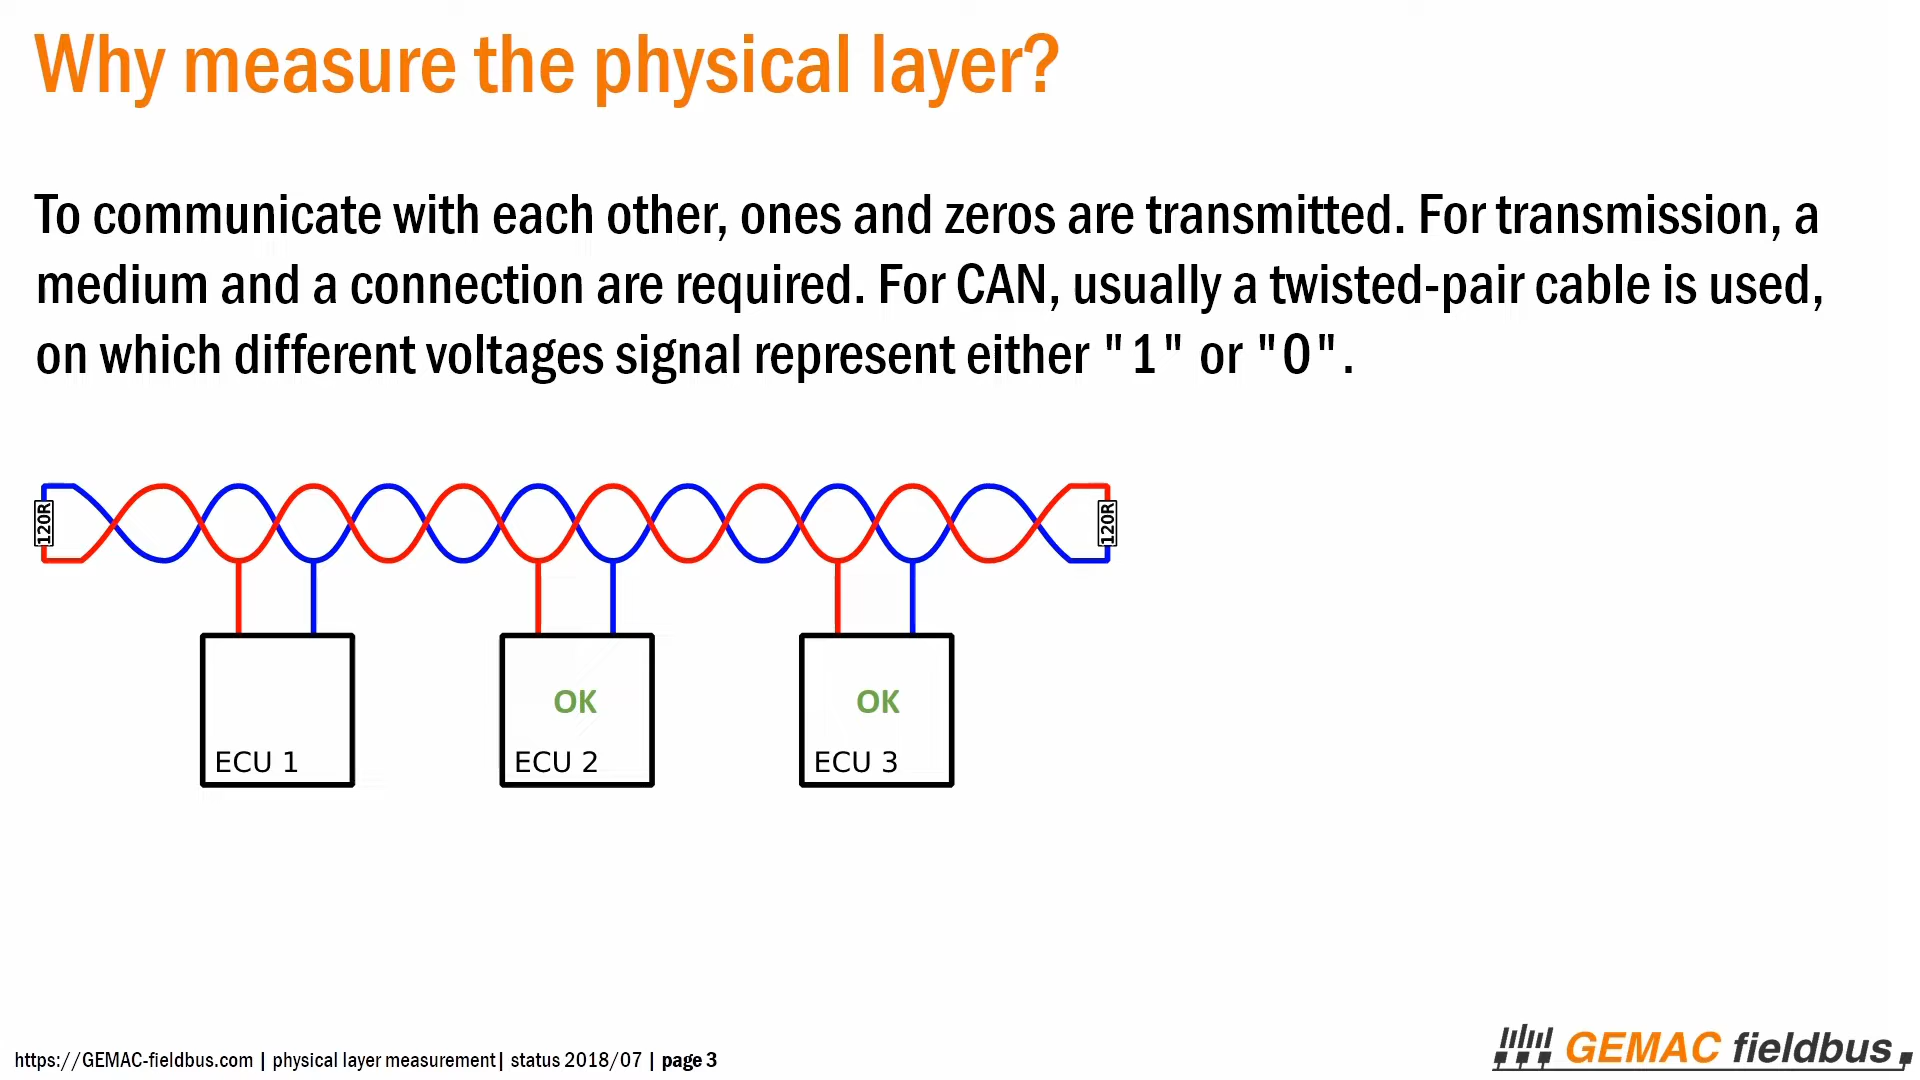 Why measure the physical layer?
To communicate with each other, ones and zeros are transmitted. For transmission, a
medium and a connection are required. For CAN, usually a twisted-pair cable is used,
on which different voltages signal represent either "1" or "0".
120R
120R
OK
OK
ECU 1
ECU 2
ECU 3
https://GEMAC-fieldbus.com | physical layer measurement| status 2018/07 | page 3
GEMAC fieldbus